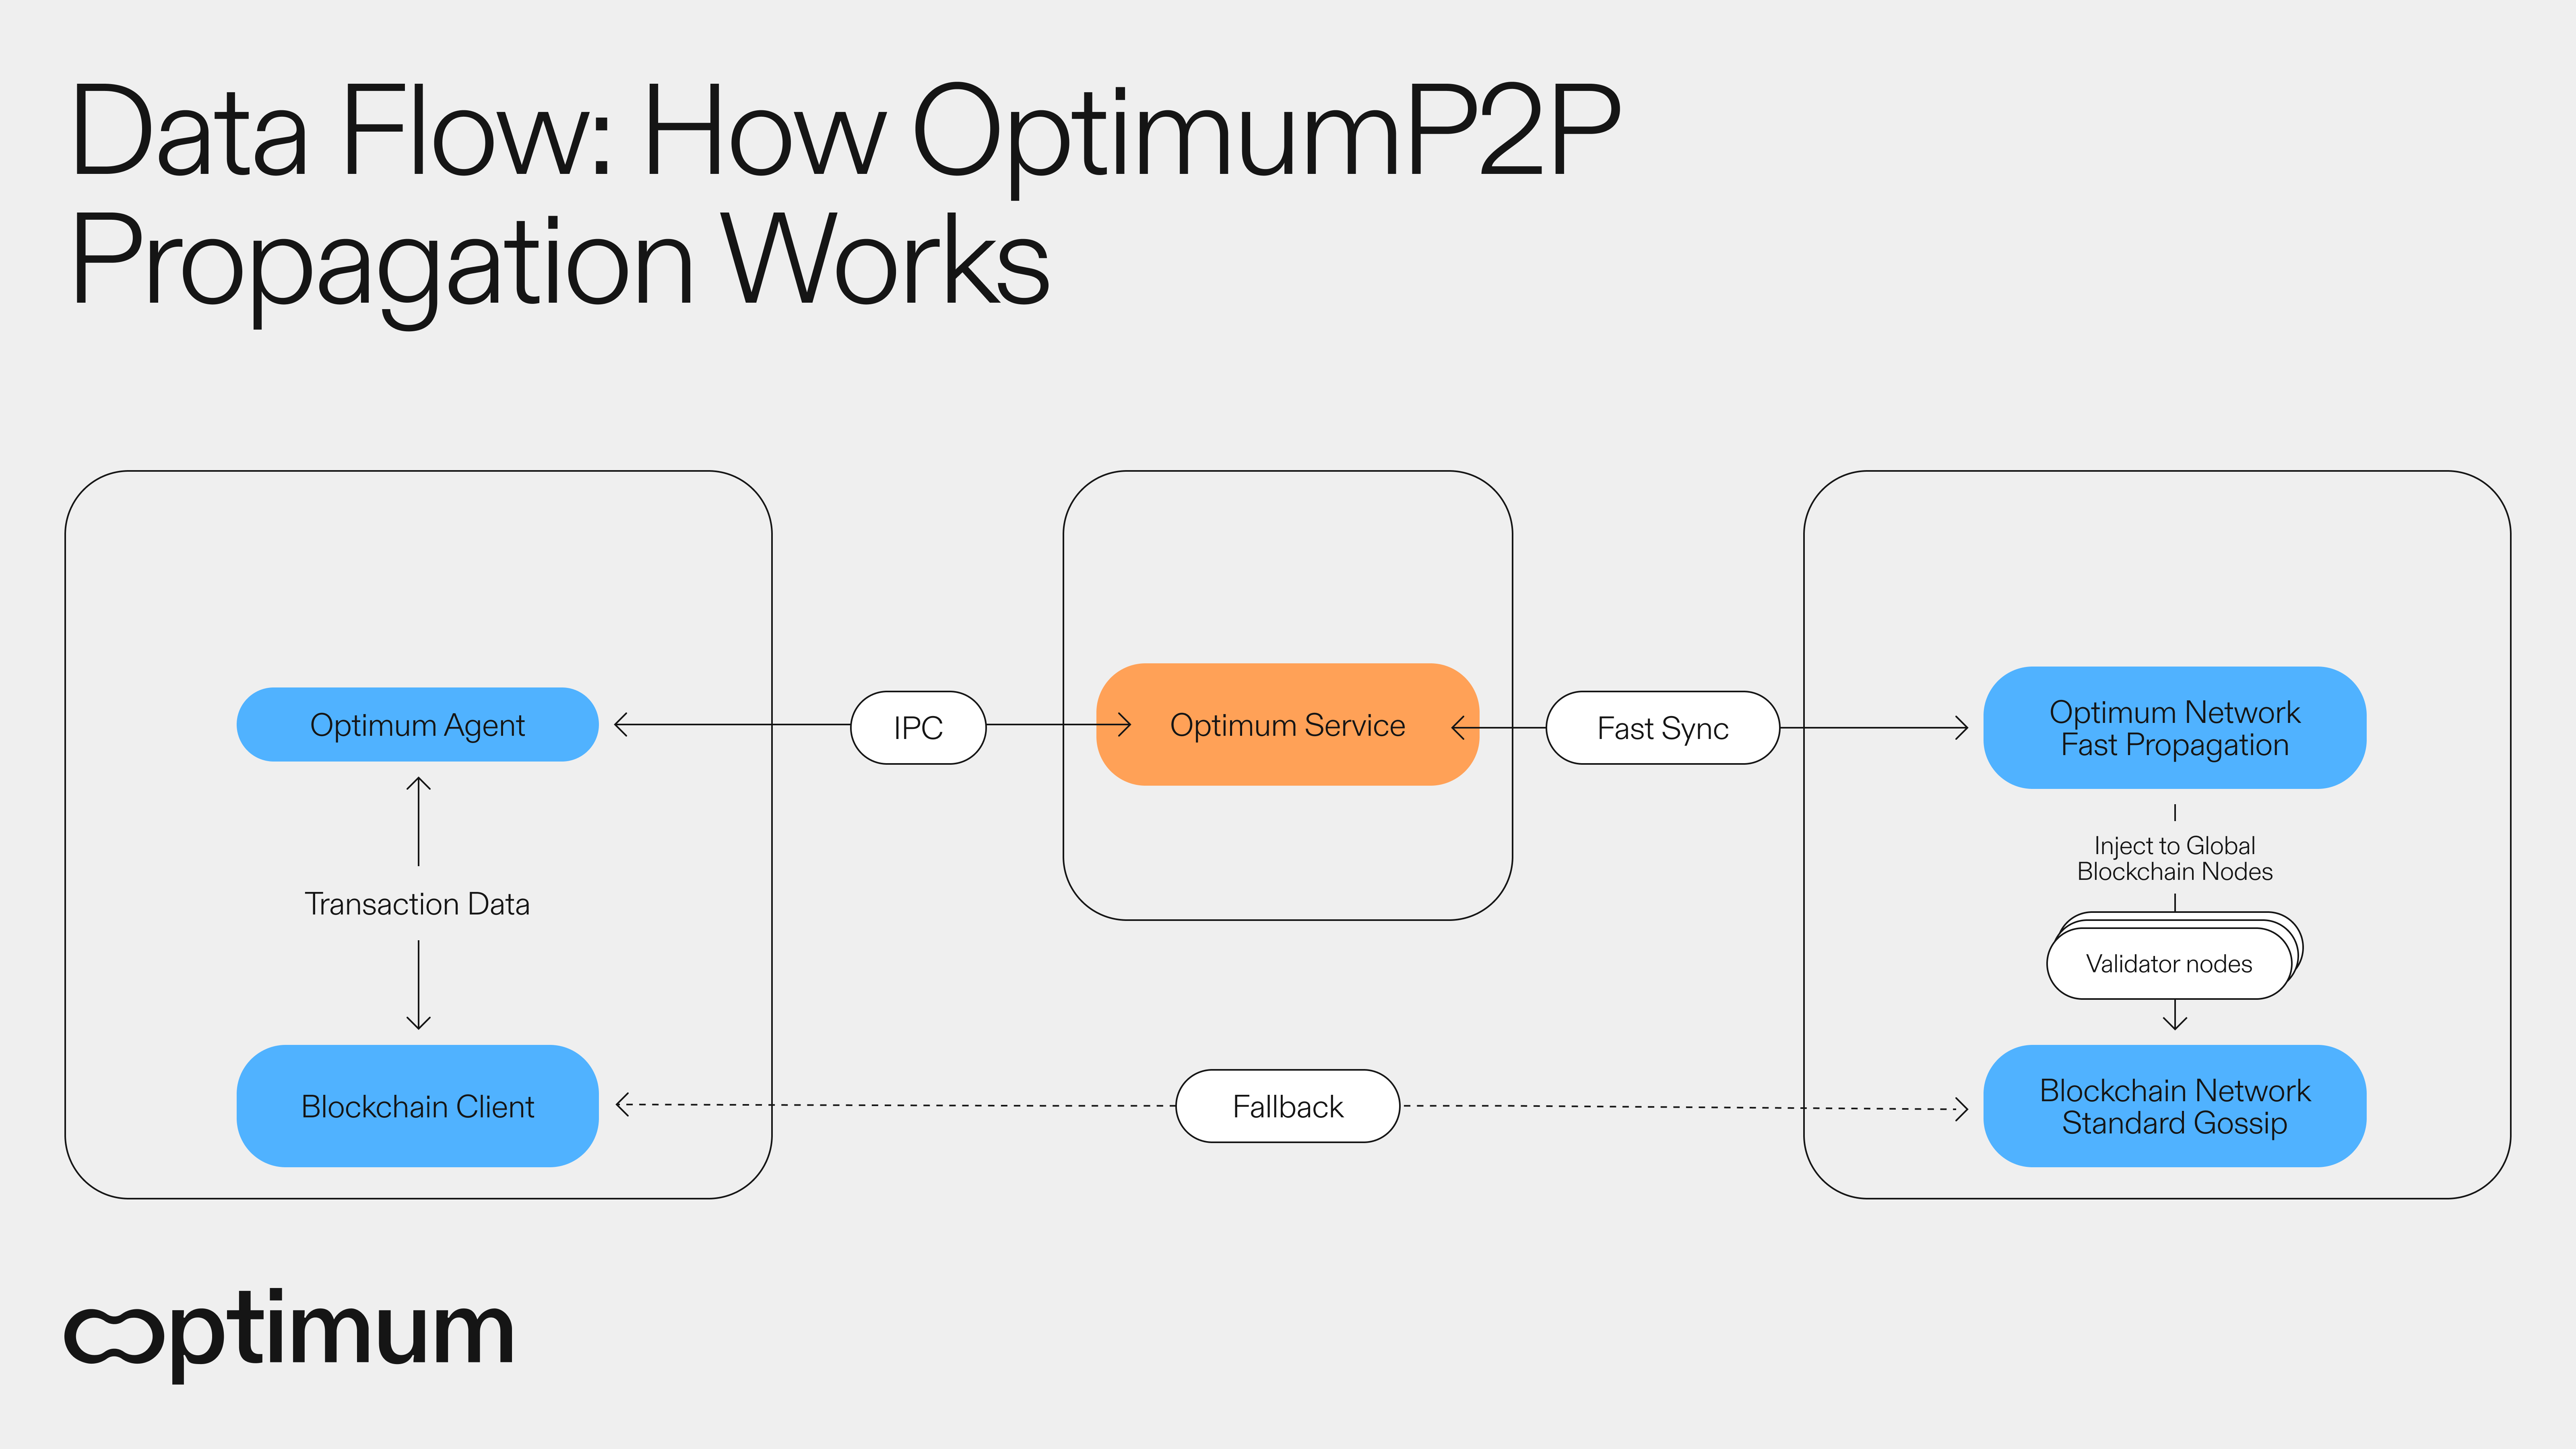 Data Flow: How OptimumP2P
Propagation Works
Optimum Agent
Transaction Data
Blockchain Client
IPC
Optimum Service
Fast Sync
Fallback
Optimum Network
Fast Propagation
Inject to Global
Blockchain Nodes
Validator nodes
Blockchain Network
Standard Gossip
optimum